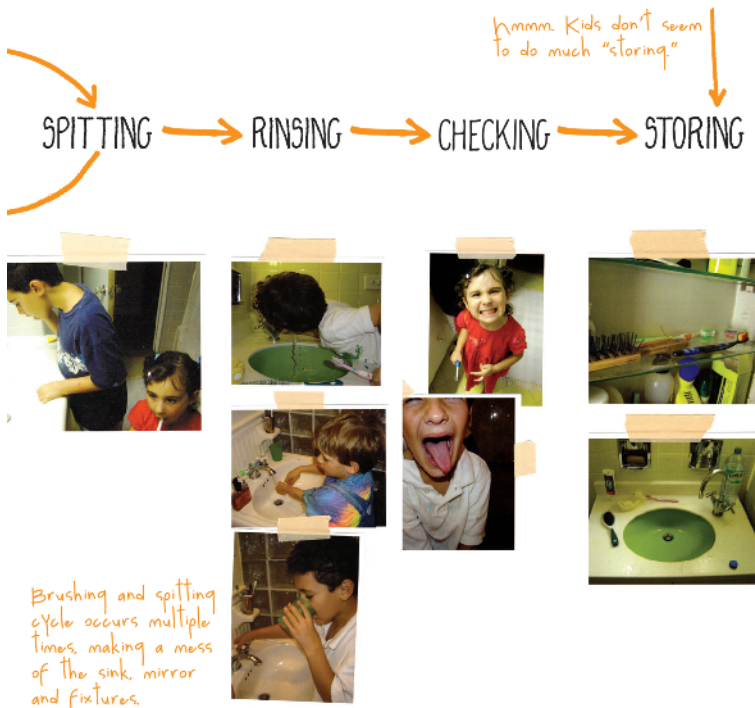 hmmm. Kids don't seem
to do much "storing."
SPITTING
RINSING
CHECKING
STORING
Brushing and spitting
cycle occurs multiple
times, making a mess
of the sink, mirror
and fixtures.